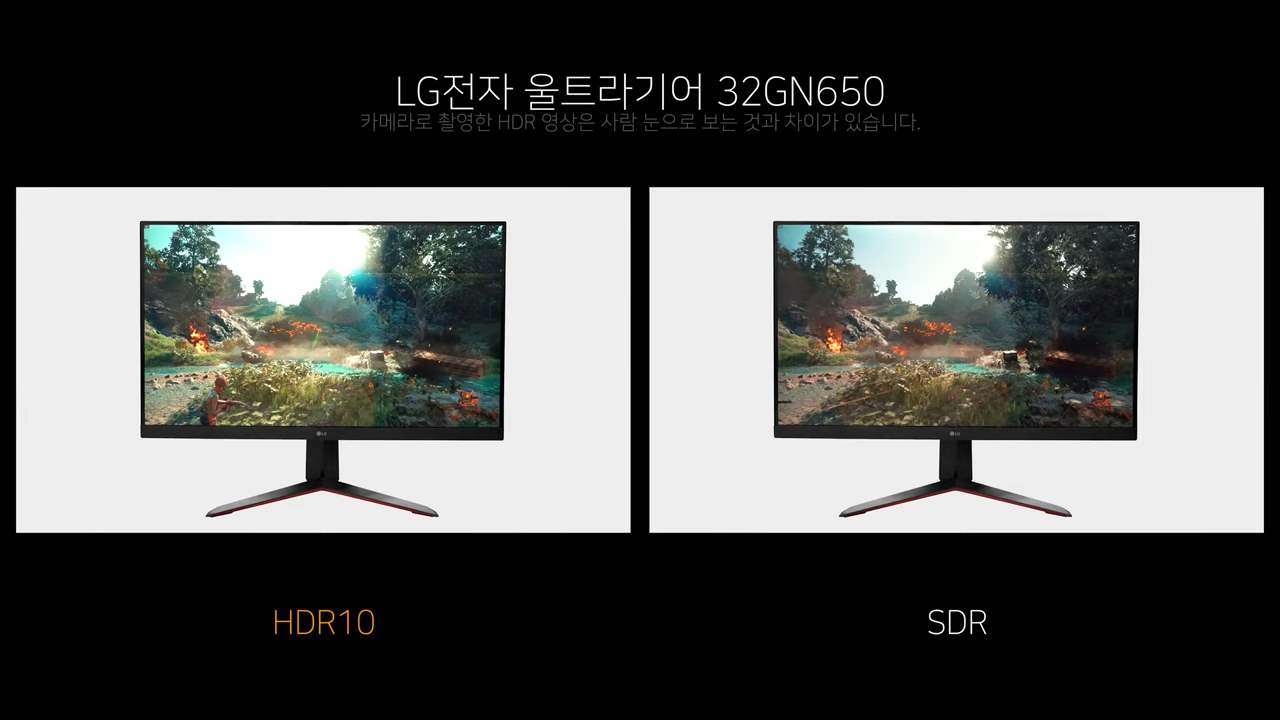 LG전자 울트라기어 32GN650
카메라로 촬영한 HDR 영상은 사람 눈으로 보는 것과 차이가 있습니다.
LG
LG
HDR10
SDR